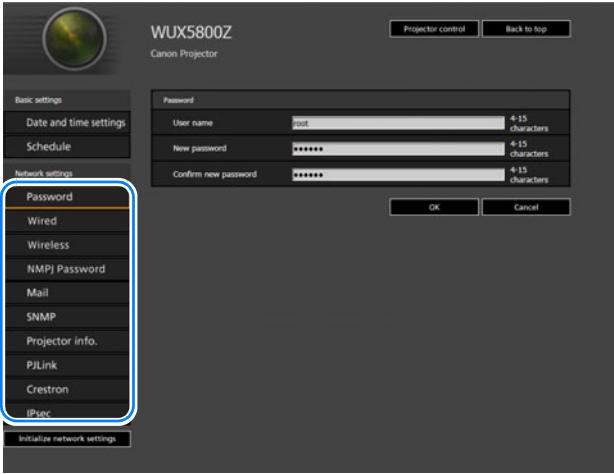 WUX5800Z
Canon Projector
Projector control
Back to top
Basic settings
Date and time settings
Schedule
Network settings
Password
Wired
Wireless
NMPJ Password
Mail
SNMP
Projector info.
PJLink
Crestron
IPsec
Initialize network settings
Password
User name root 4-15
characters
New password •••••• 4-15
characters
Confirm new password •••••• 4-15
characters
OK Cancel